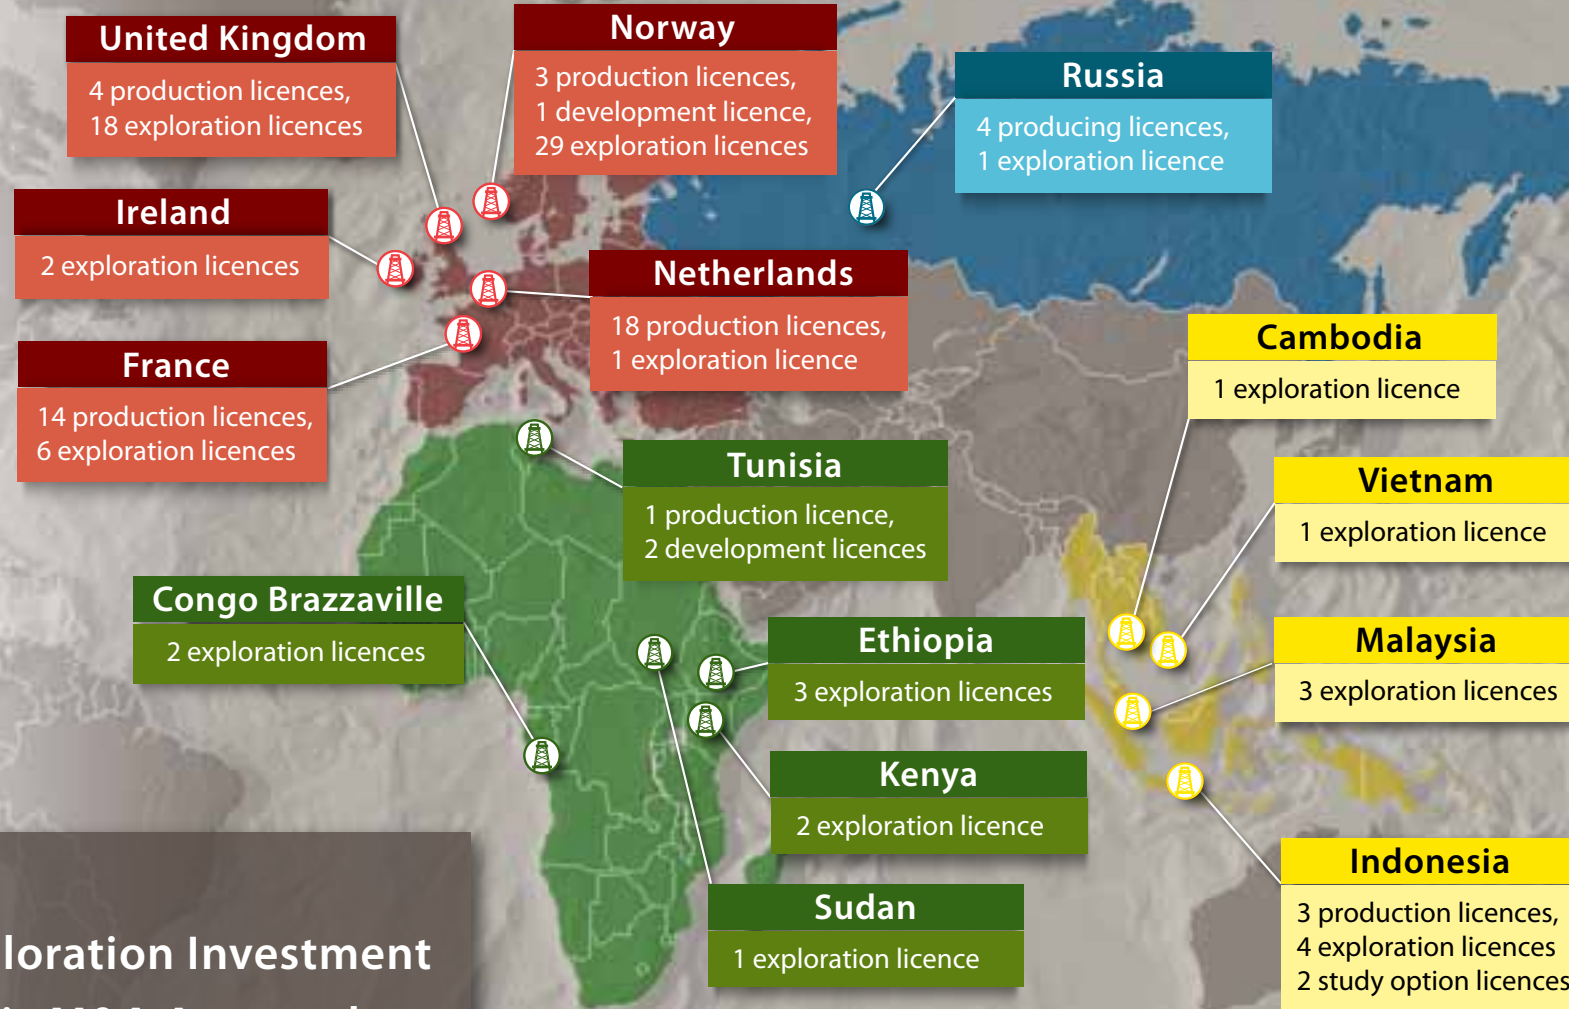 United Kingdom
4 production licences,
18 exploration licences
Norway
3 production licences,
1 development licence,
29 exploration licences
Russia
4 producing licences,
1 exploration licence
Ireland
2 exploration licences
Netherlands
18 production licences,
1 exploration licence
France
14 production licences,
6 exploration licences
Cambodia
1 exploration licence
Tunisia
1 production licence,
2 development licences
Vietnam
1 exploration licence
Congo Brazzaville
2 exploration licences
Ethiopia
3 exploration licences
Malaysia
3 exploration licences
Kenya
2 exploration licence
Sudan
1 exploration licence
Indonesia
3 production licences,
4 exploration licences
2 study option licences
loration Investment